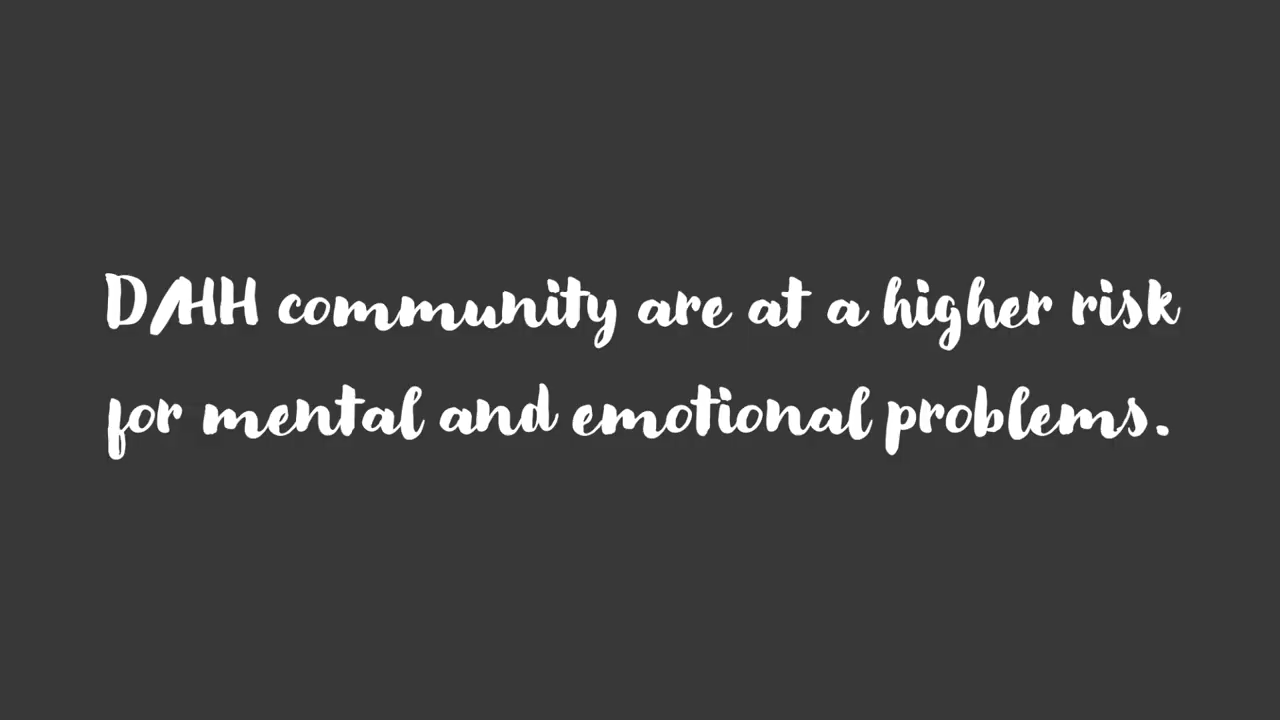 D/HH community are at a higher risk
for mental and emotional problems.